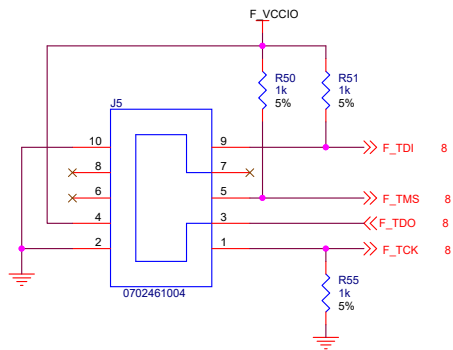 F_VCCIO
J5
R50
1k
5%
R51
1k
5%
10
9
F_TDI 8
8
7
6
5
F_TMS 8
4
3
F_TDO 8
2
1
F_TCK 8
0702461004
R55
1k
5%